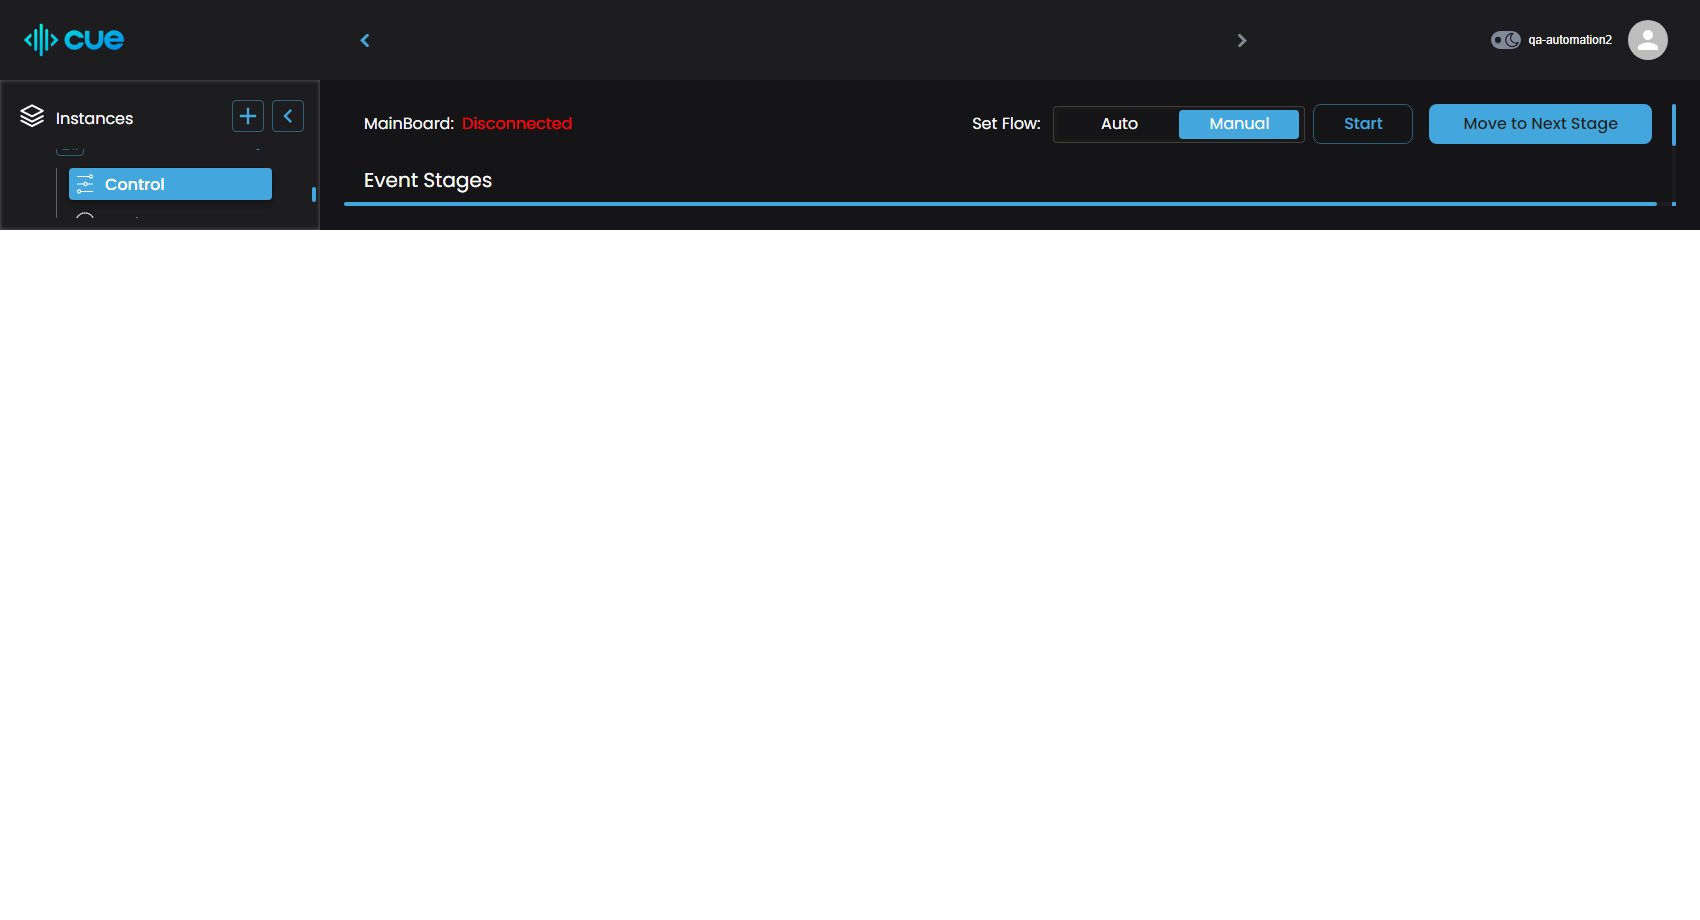 cue
qa-automation2
Instances
Control
MainBoard: Disconnected
Set Flow: Auto Manual Start Move to Next Stage
Event Stages